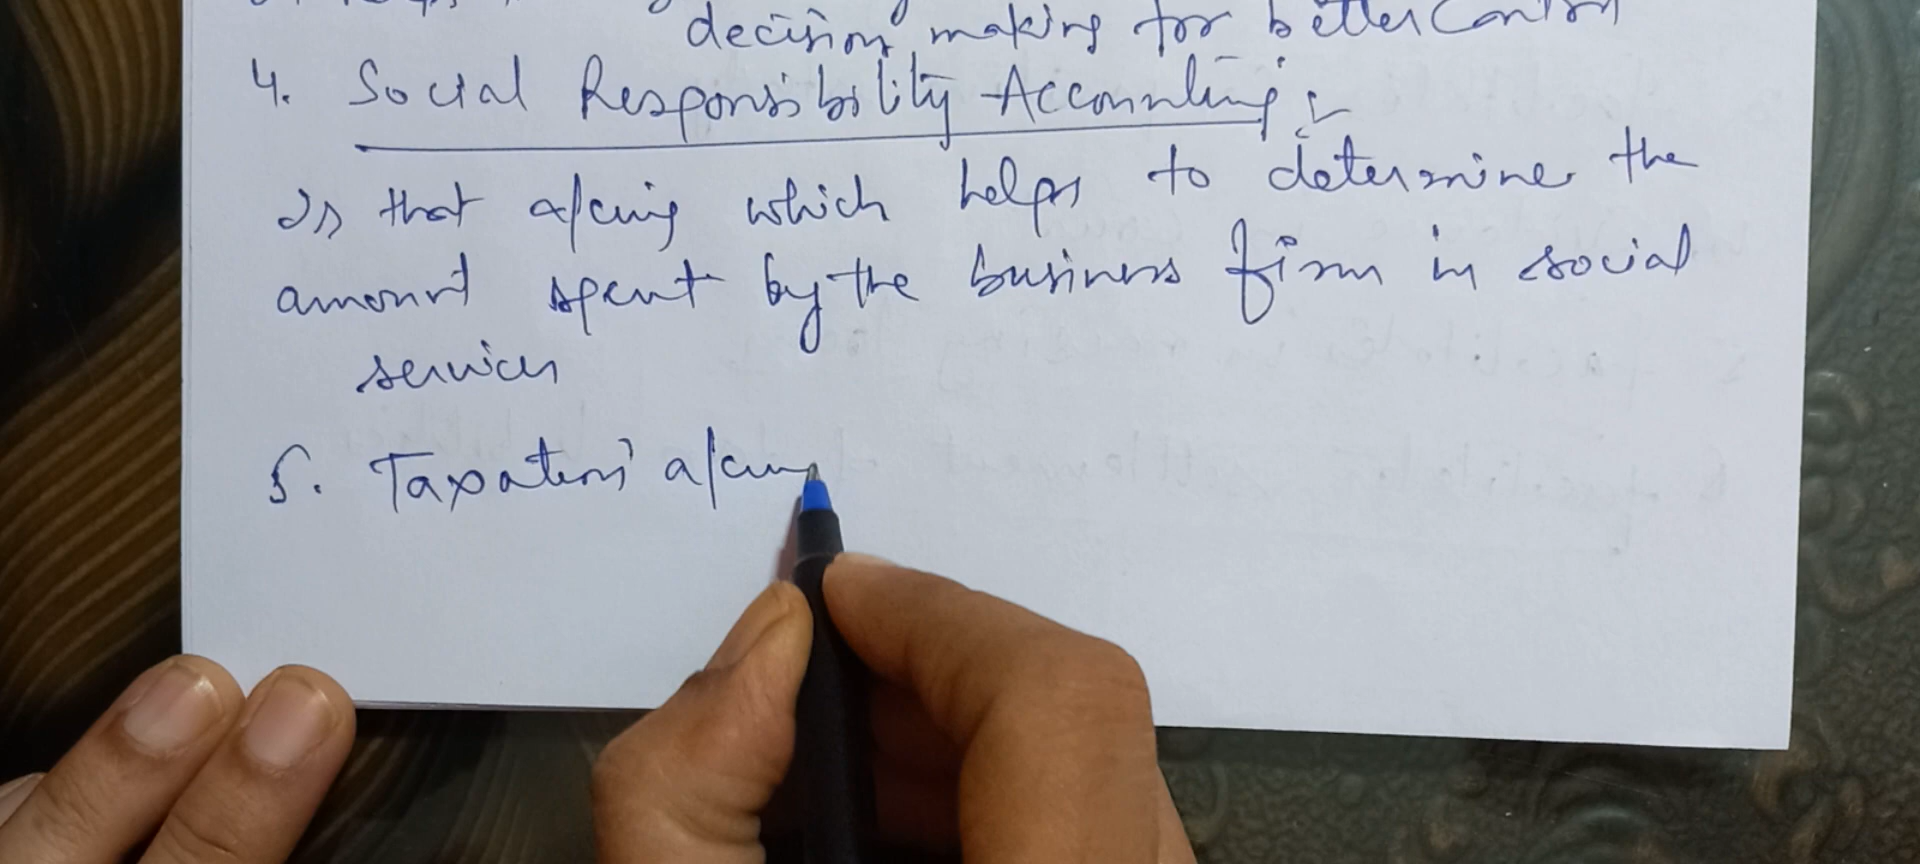 decision making for better Control
4. Social Responsibility Accounting :-
Is that a/cing which helps to determine the
amount spent by the business firm in social
services
5. Taxation a/cing